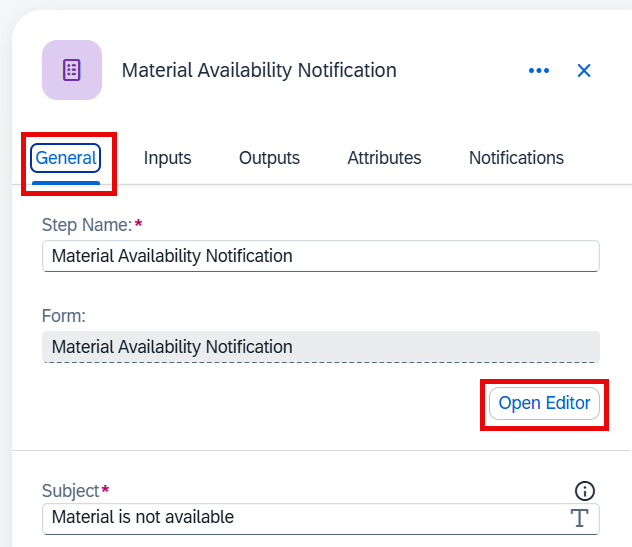 Material Availability Notification
General Inputs Outputs Attributes Notifications
Step Name:*
Material Availability Notification
Form:
Material Availability Notification
Open Editor
Subject*
Material is not available